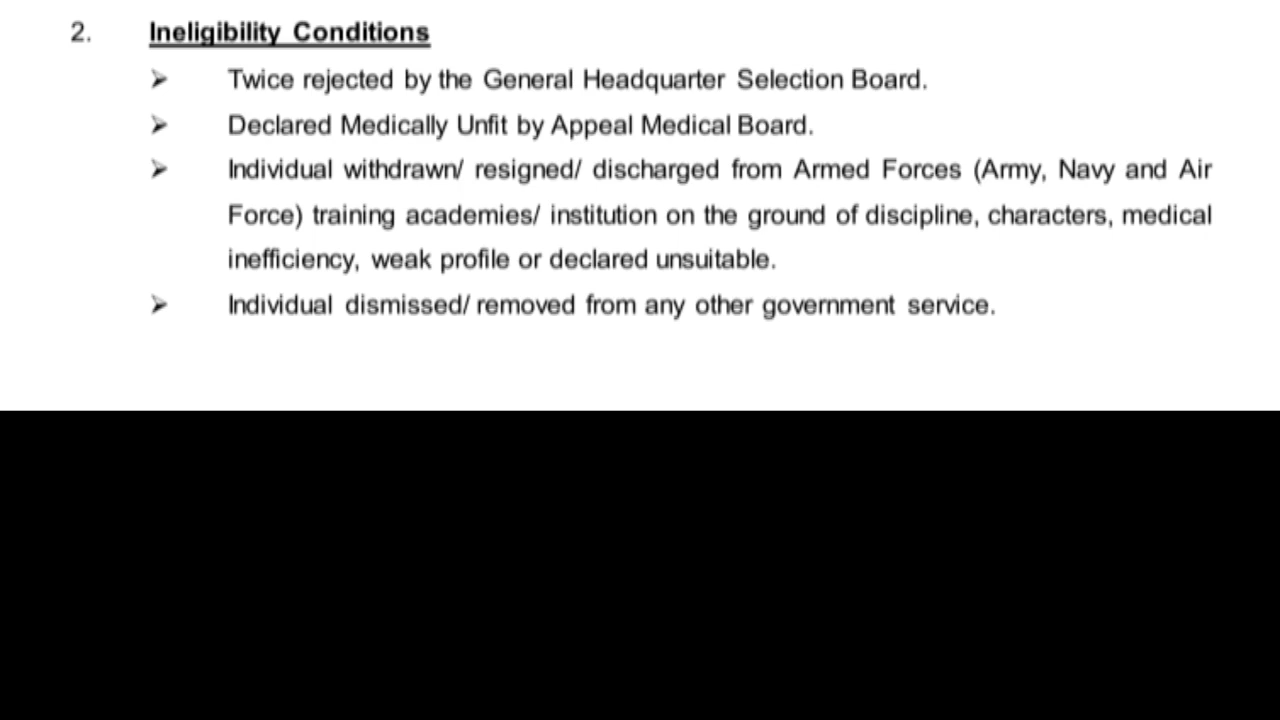 2. Ineligibility Conditions
➢ Twice rejected by the General Headquarter Selection Board.
➢ Declared Medically Unfit by Appeal Medical Board.
➢ Individual withdrawn/ resigned/ discharged from Armed Forces (Army, Navy and Air
Force) training academies/ institution on the ground of discipline, characters, medical
inefficiency, weak profile or declared unsuitable.
➢ Individual dismissed/ removed from any other government service.